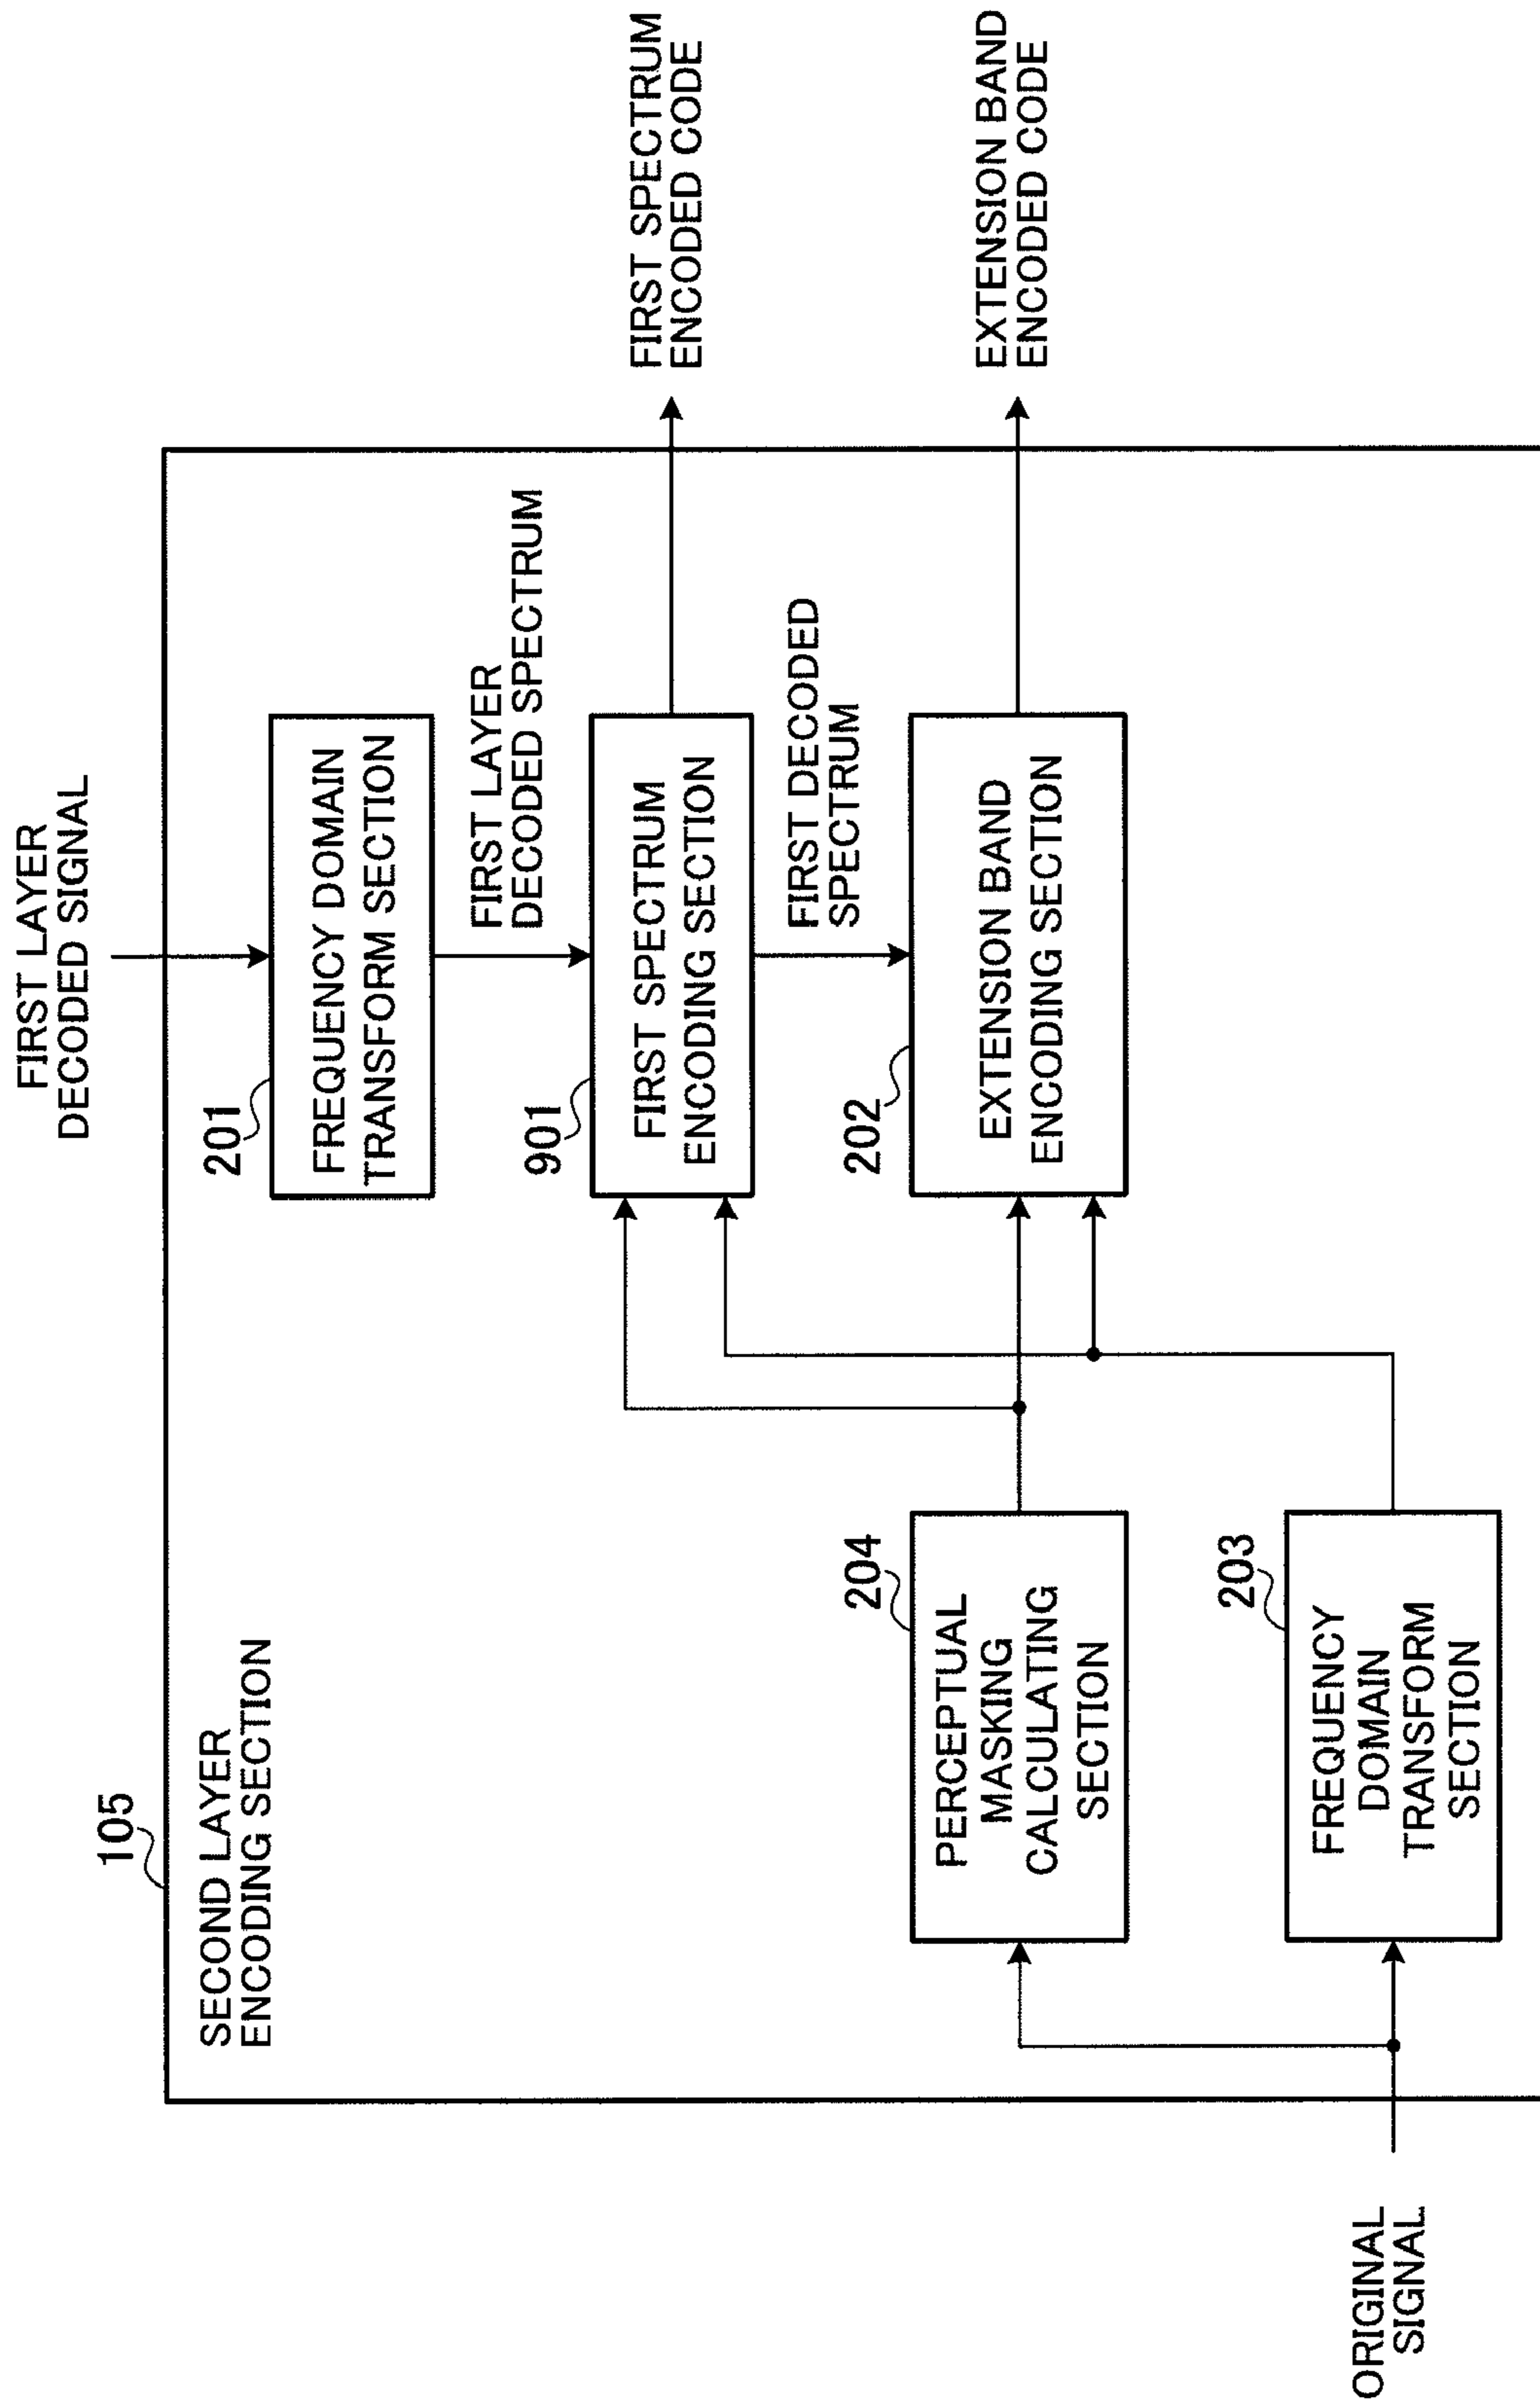 FIRST LAYER
DECODED SIGNAL
105
SECOND LAYER
ENCODING SECTION
201
FREQUENCY DOMAIN
TRANSFORM SECTION
FIRST LAYER
DECODED SPECTRUM
901
FIRST SPECTRUM
ENCODING SECTION
FIRST SPECTRUM
ENCODED CODE
FIRST DECODED
SPECTRUM
204
PERCEPTUAL
MASKING
CALCULATING
SECTION
202
EXTENSION BAND
ENCODING SECTION
EXTENSION BAND
ENCODED CODE
203
FREQUENCY
DOMAIN
TRANSFORM
SECTION
ORIGINAL
SIGNAL